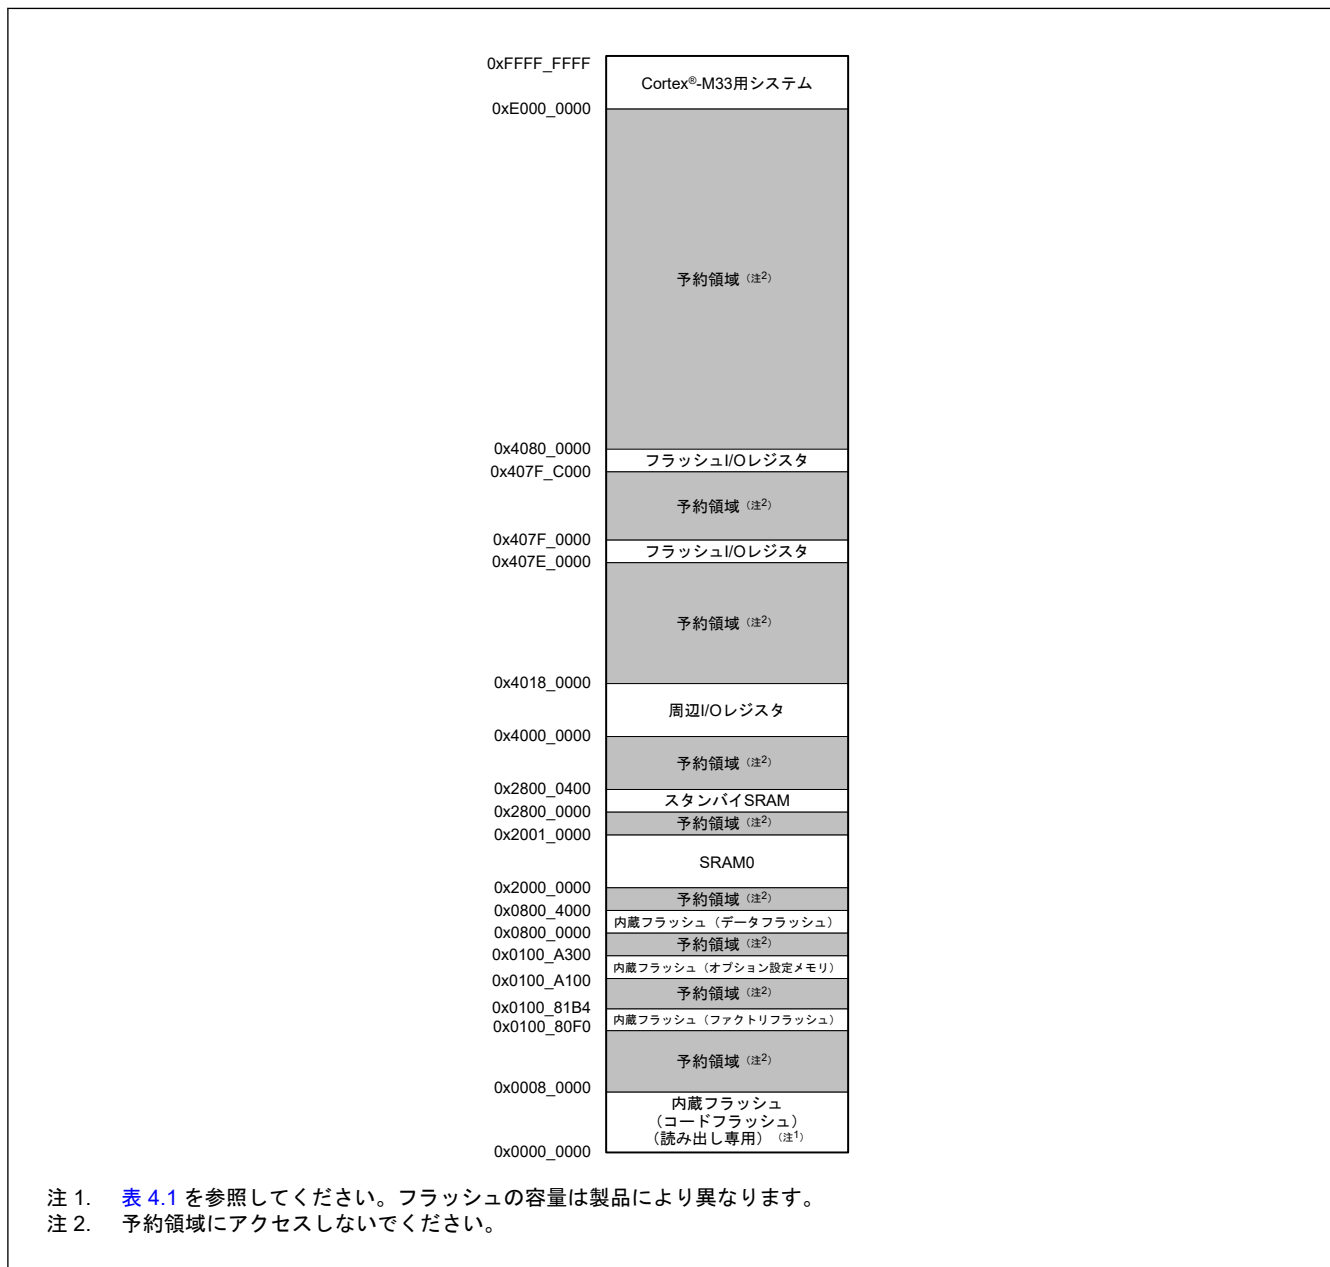 0xFFFF_FFFF
Cortex®-M33用システム
0xE000_0000
予約領域（注2）
0x4080_0000
フラッシュI/Oレジスタ
0x407F_C000
予約領域（注2）
0x407F_0000
フラッシュI/Oレジスタ
0x407E_0000
予約領域（注2）
0x4018_0000
周辺I/Oレジスタ
0x4000_0000
予約領域（注2）
0x2800_0400
スタンバイSRAM
0x2800_0000
予約領域（注2）
0x2001_0000
SRAM0
0x2000_0000
予約領域（注2）
0x0800_4000
内蔵フラッシュ（データフラッシュ）
0x0800_0000
予約領域（注2）
0x0100_A300
内蔵フラッシュ（オプション設定メモリ）
0x0100_A100
予約領域（注2）
0x0100_81B4
内蔵フラッシュ（ファクトリフラッシュ）
0x0100_80F0
予約領域（注2）
0x0008_0000
内蔵フラッシュ
（コードフラッシュ）
（読み出し専用）（注1）
0x0000_0000
注 1. 表 4.1 を参照してください。フラッシュの容量は製品により異なります。
注 2. 予約領域にアクセスしないでください。